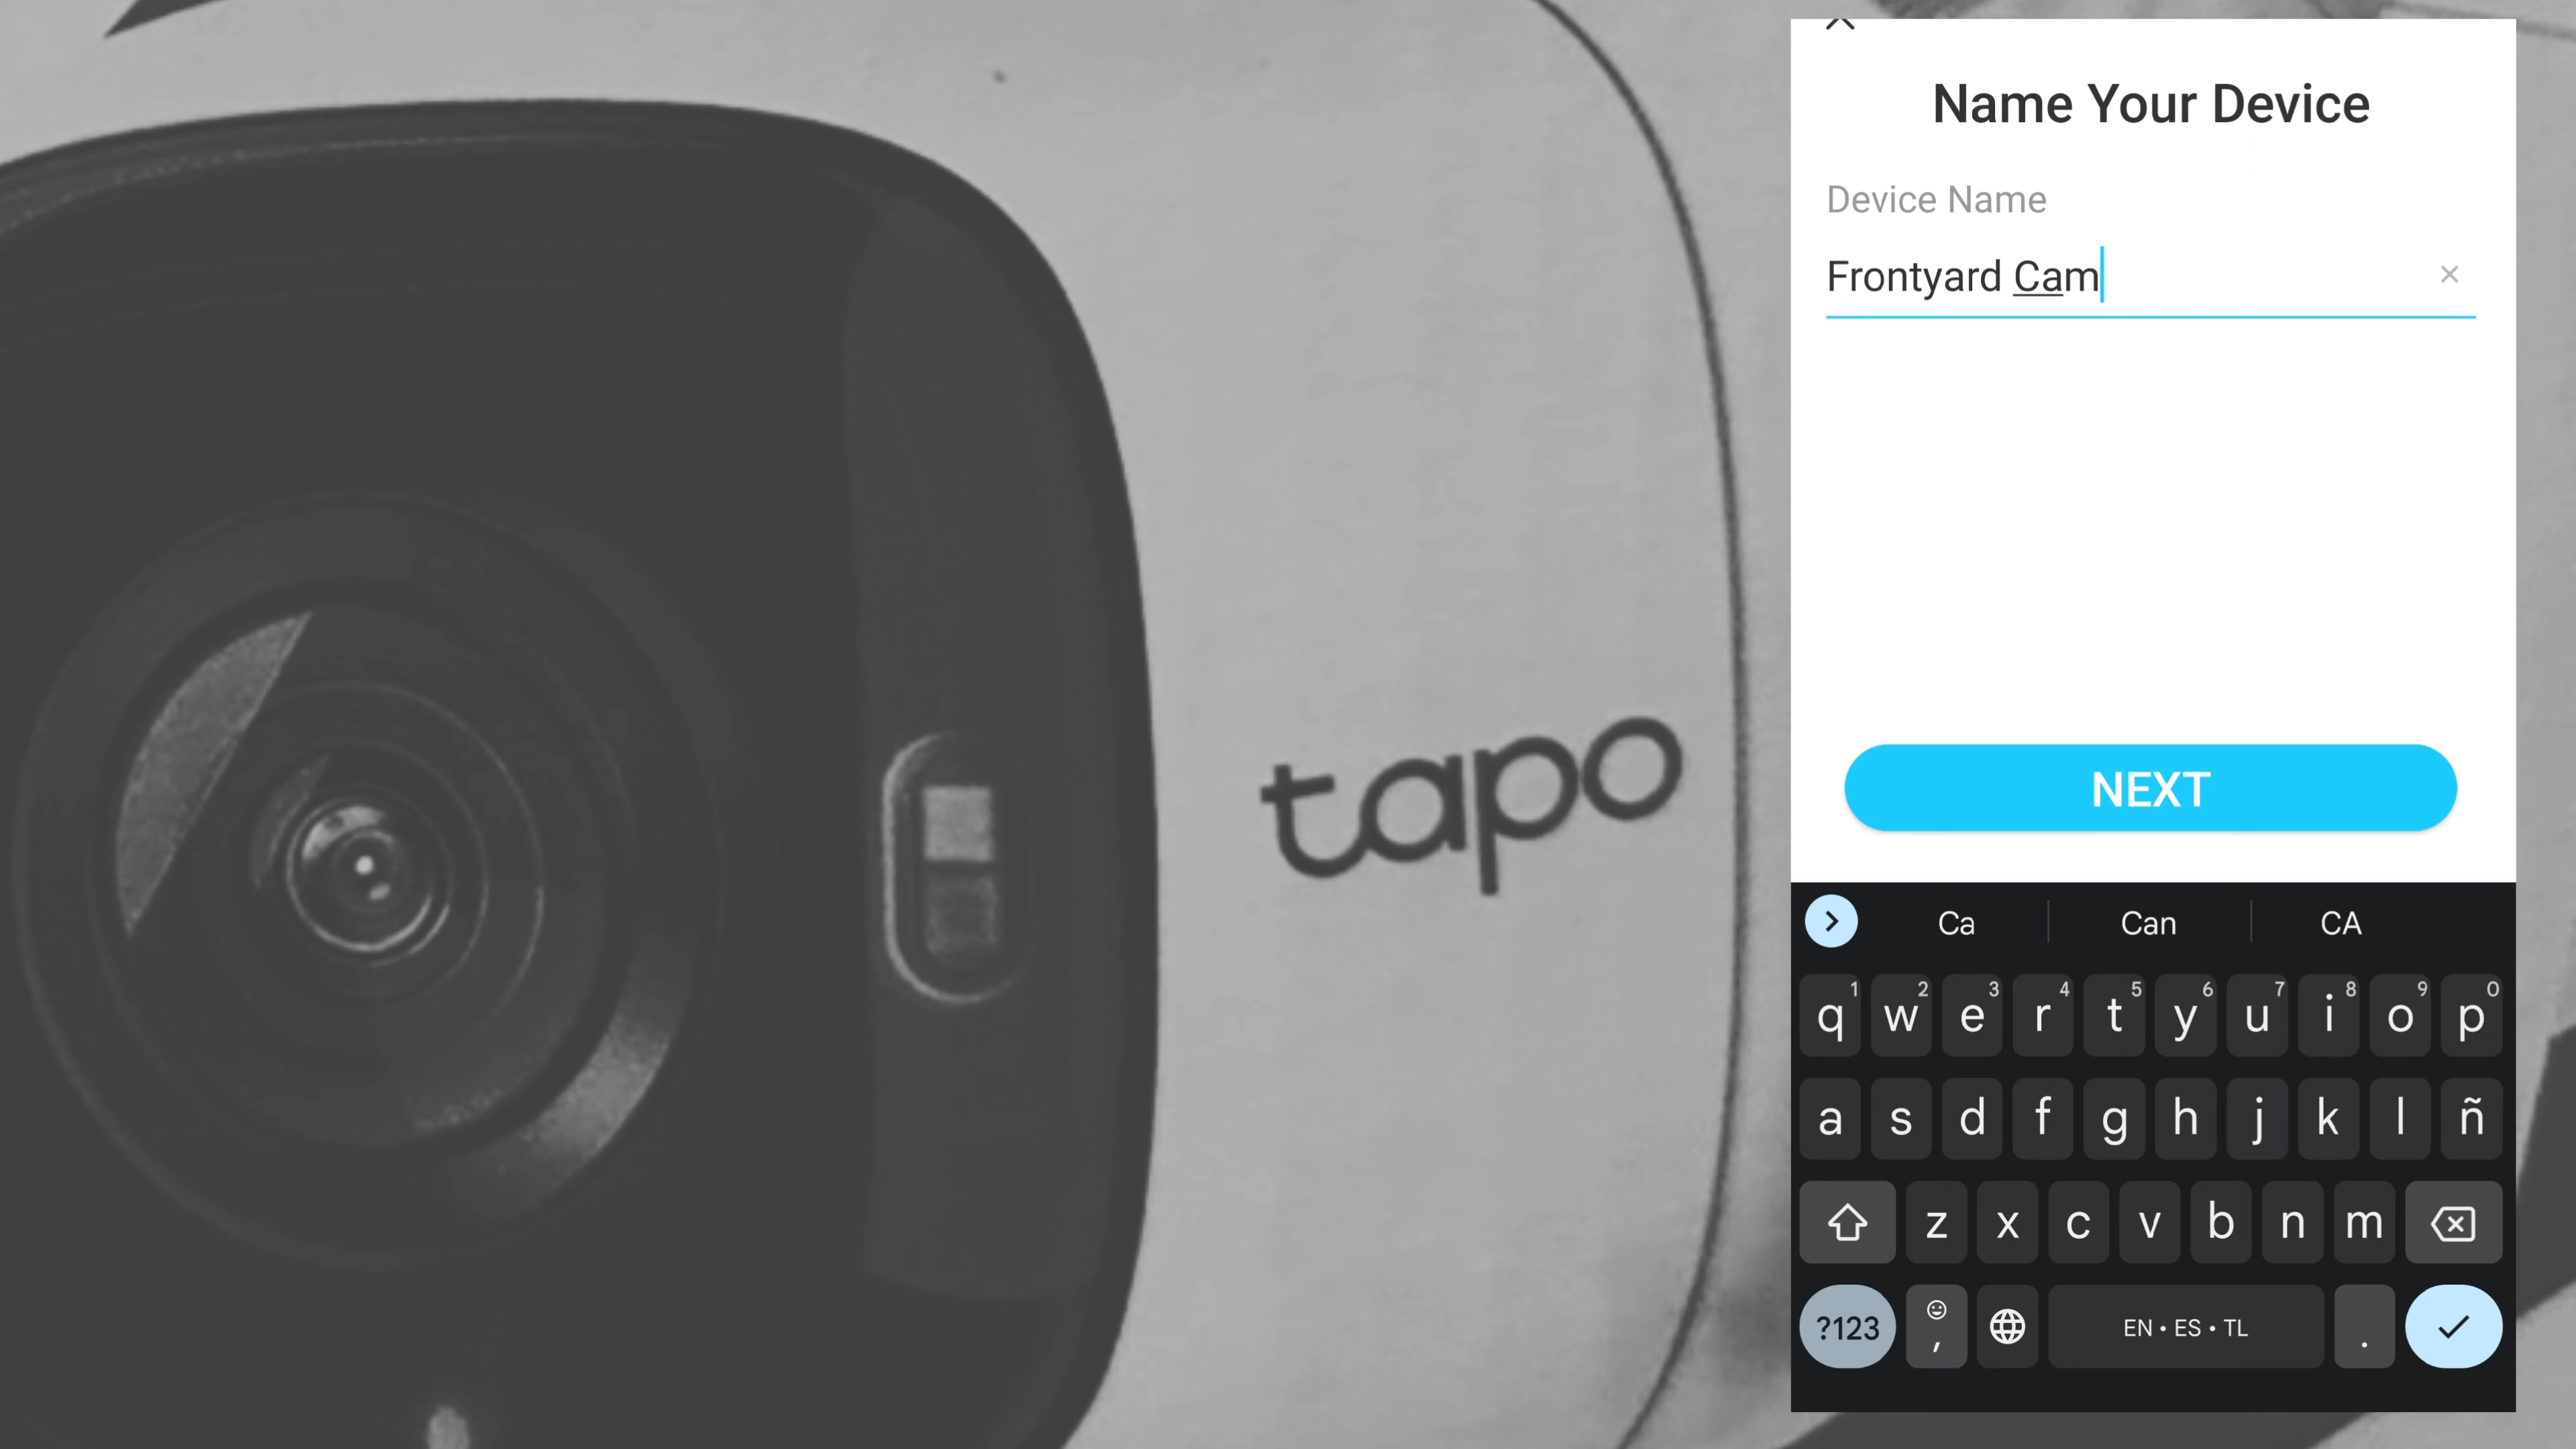 tapo
Name Your Device
Device Name
Frontyard Cam
NEXT
Ca Can CA
q 1 w 2 e 3 r 4 t 5 y 6 u 7 i 8 o 9 p 0
a s d f g h j k l ñ
z x c v b n m
?123 , EN • ES • TL .